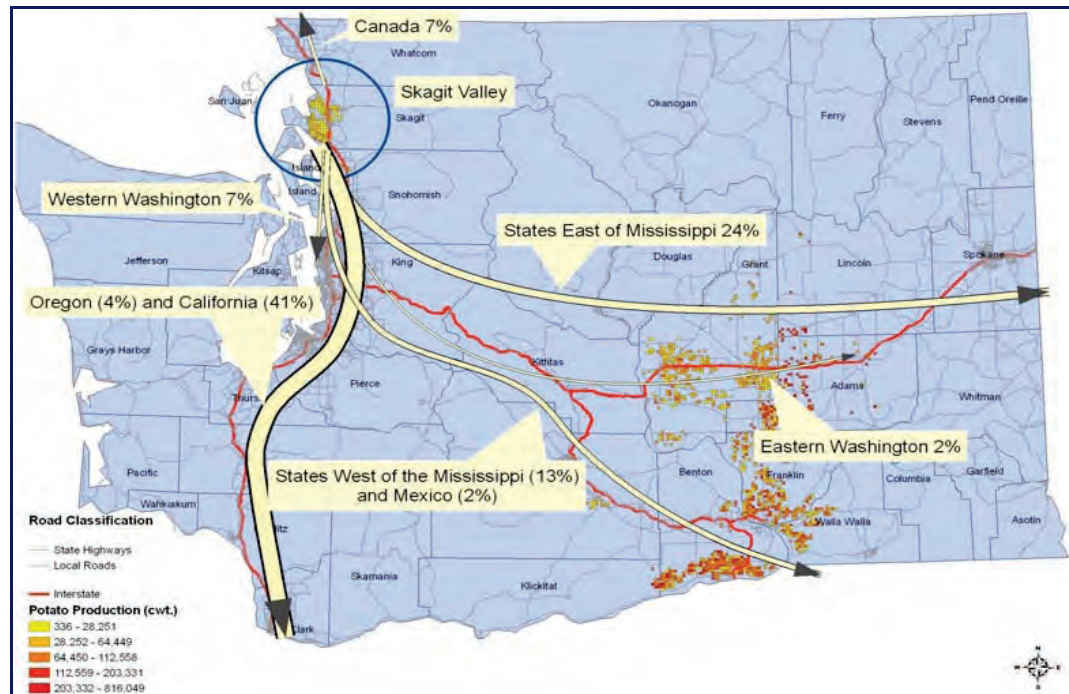 Canada 7%
Whatcom
Skagit Valley
San Juan
Skagit
Okanogan
Ferry
Stevens
Pend Oreille
Island
Island
Snohomish
Western Washington 7%
States East of Mississippi 24%
Jefferson
Kitsap
King
Douglas
Grant
Lincoln
Spokane
Oregon (4%) and California (41%)
Grays Harbor
Kittitas
Pierce
Thurs
Adams
Whitman
Eastern Washington 2%
States West of the Mississippi (13%)
and Mexico (2%)
Pacific
Benton
Franklin
Columbia
Garfield
Wahkiakum
Walla Walla
Asotin
Road Classification
litz
State Highways
Local Roads
Skamania
Klickitat
Interstate
Potato Production (cwt.)
Clark
336 - 28,251
28,252 - 64,449
64,450 - 112,558
112,559 - 203,331
203,332 - 816,049
N
W E
S